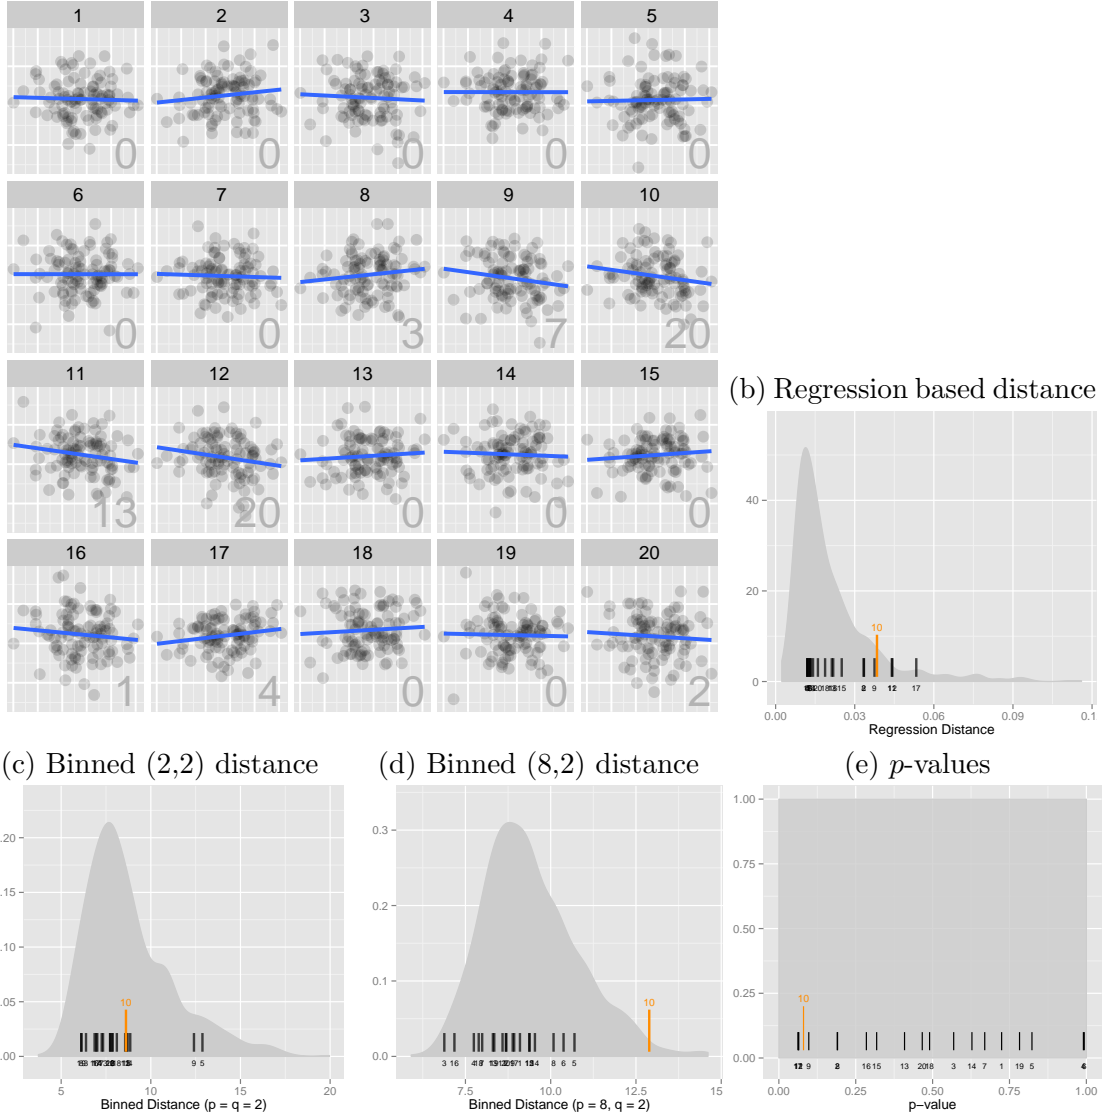 1 2 3 4 5
0 0 0 0 0
6 7 8 9 10
0 0 3 7 20
11 12 13 14 15
13 20 0 0 0
16 17 18 19 20
1 4 0 0 2
(b) Regression based distance
40
20
0
10
15
2
9
17
0.00 0.03 0.06 0.09 0.1
Regression Distance
(c) Binned (2,2) distance
.20
.15
.10
.05
.00
10
9 5
5 10 15 20
Binned Distance (p = q = 2)
(d) Binned (8,2) distance
0.3
0.2
0.1
0.0
10
3 16
8 6 5
7.5 10.0 12.5 15
Binned Distance (p = 8, q = 2)
(e) p-values
1.00
0.75
0.50
0.25
0.00
10
9
16 15 13 20 18 3 14 7 1 19 5
0.00 0.25 0.50 0.75 1.00
p-value